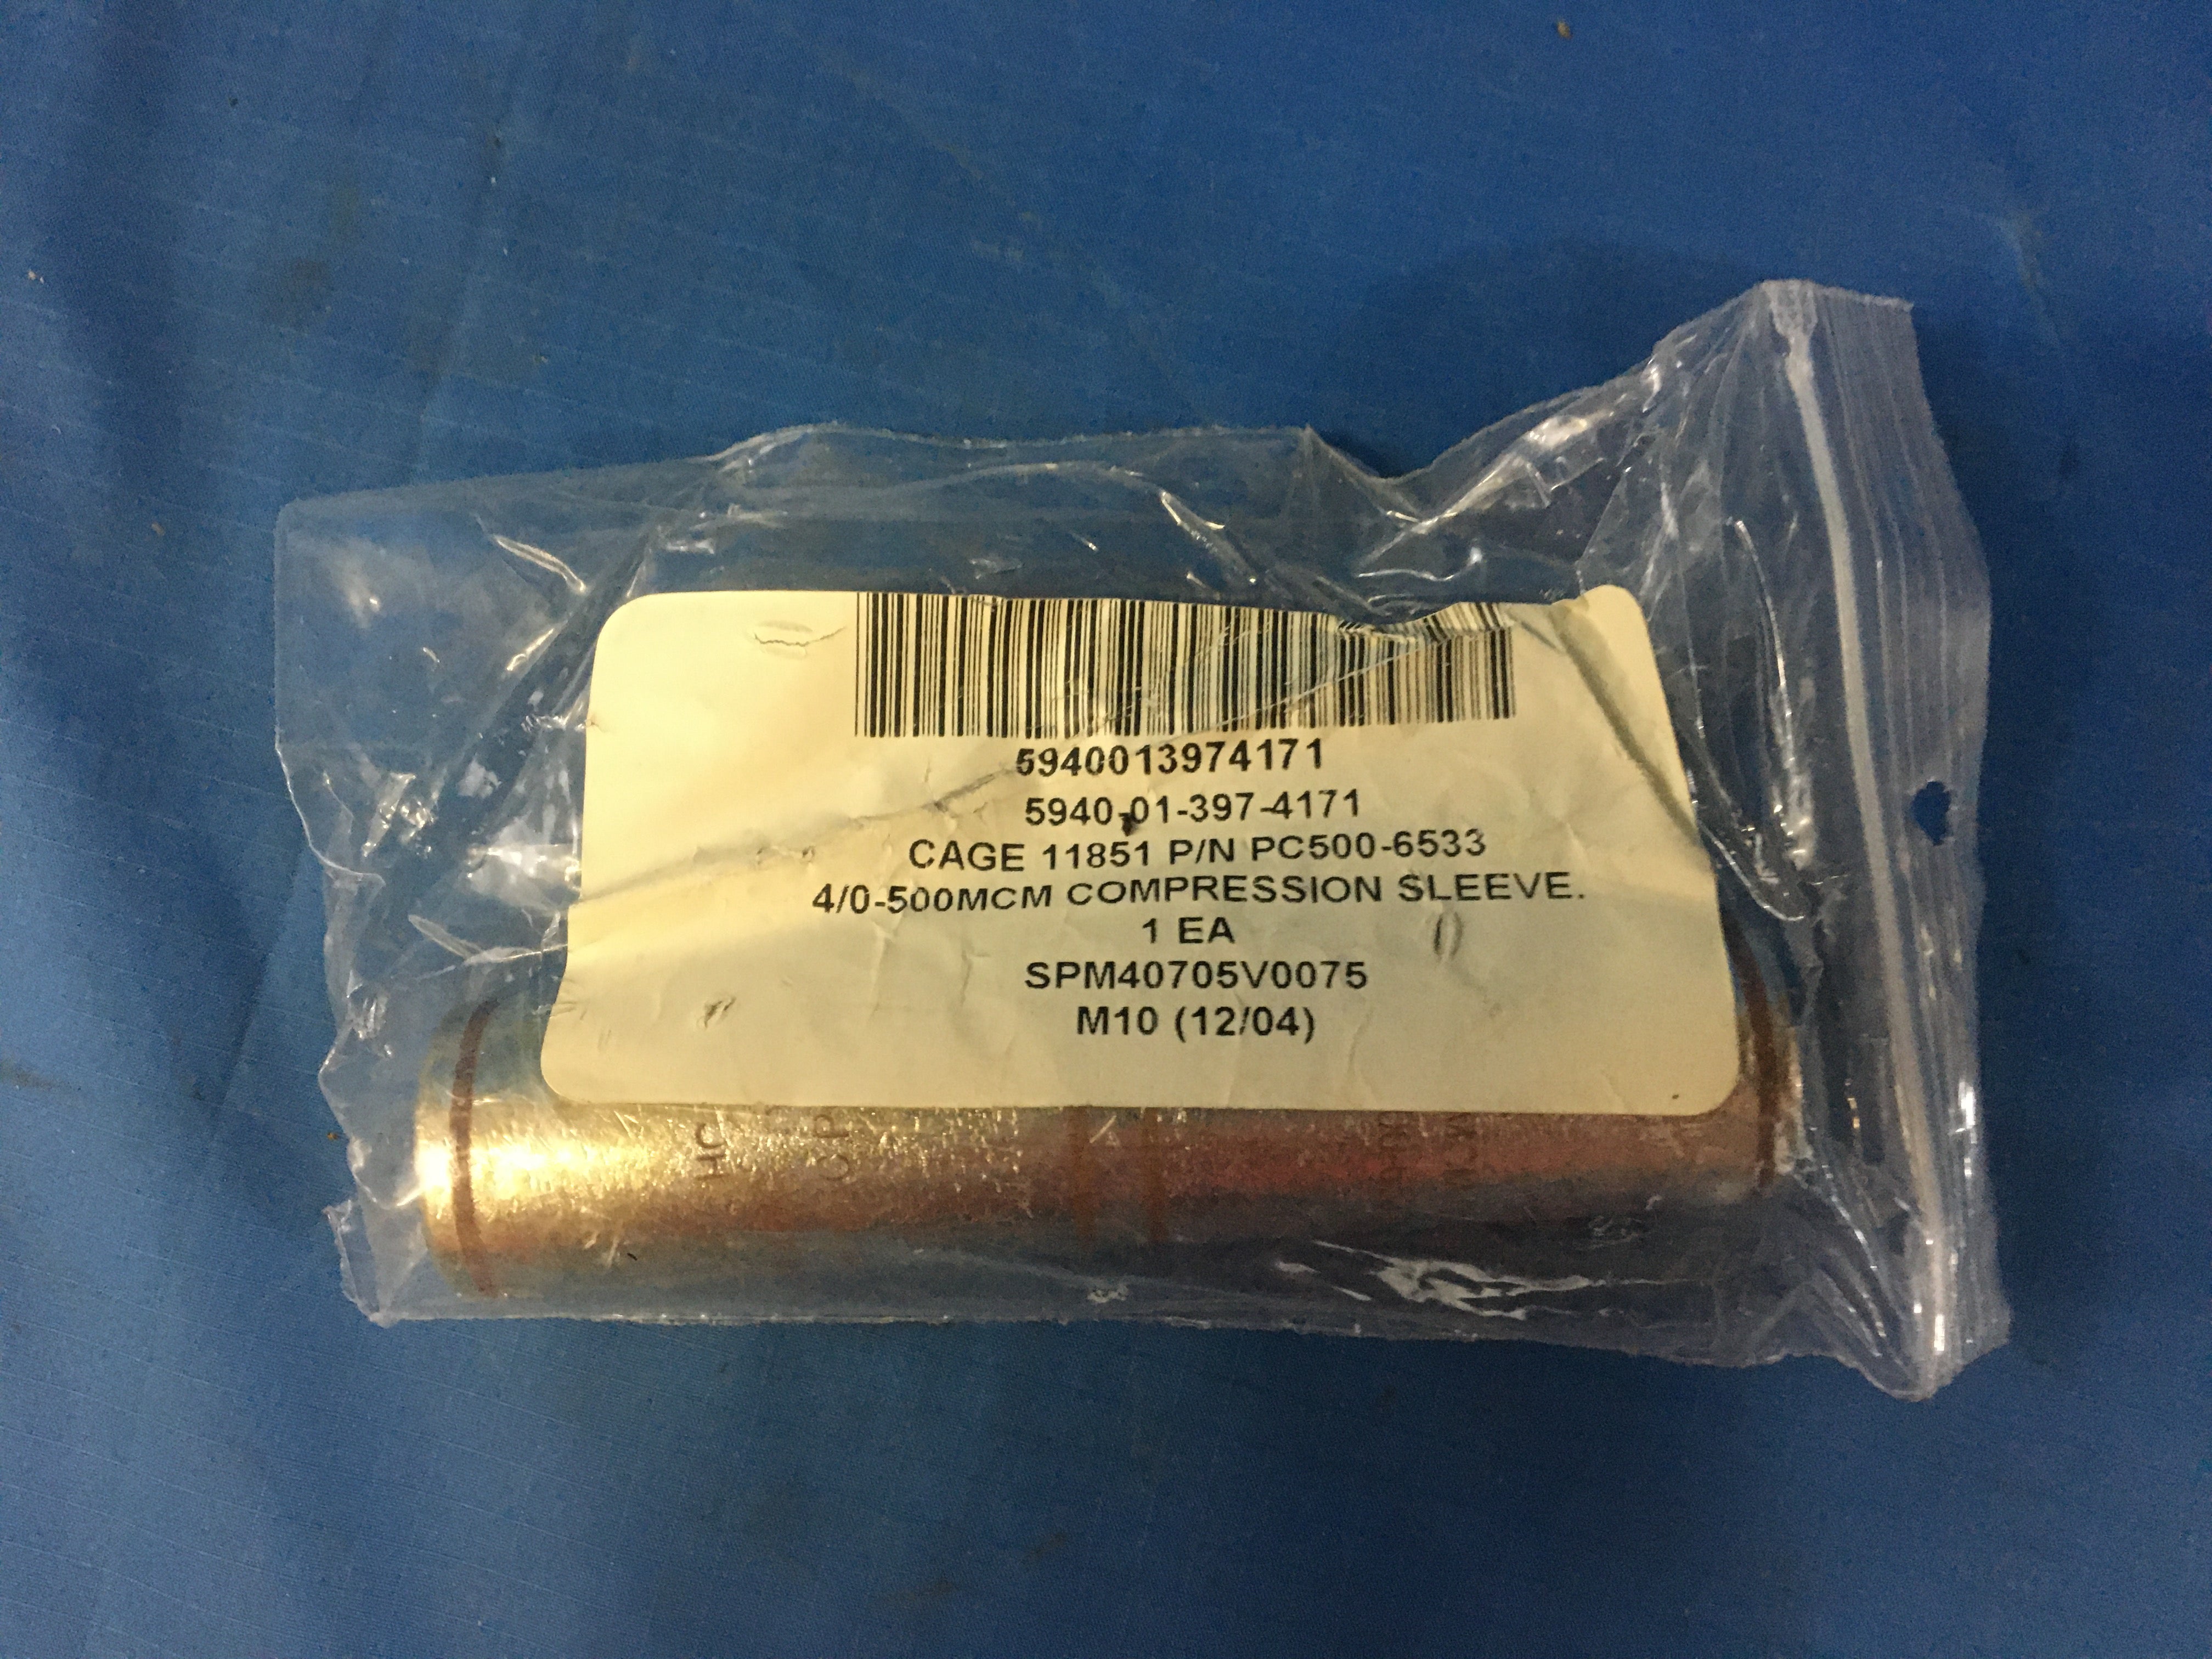 5940013974171
5940-01-397-4171
CAGE 11851 P/N PC500-6533
4/0-500MCM COMPRESSION SLEEVE.
1 EA
SPM40705V0075
M10 (12/04)